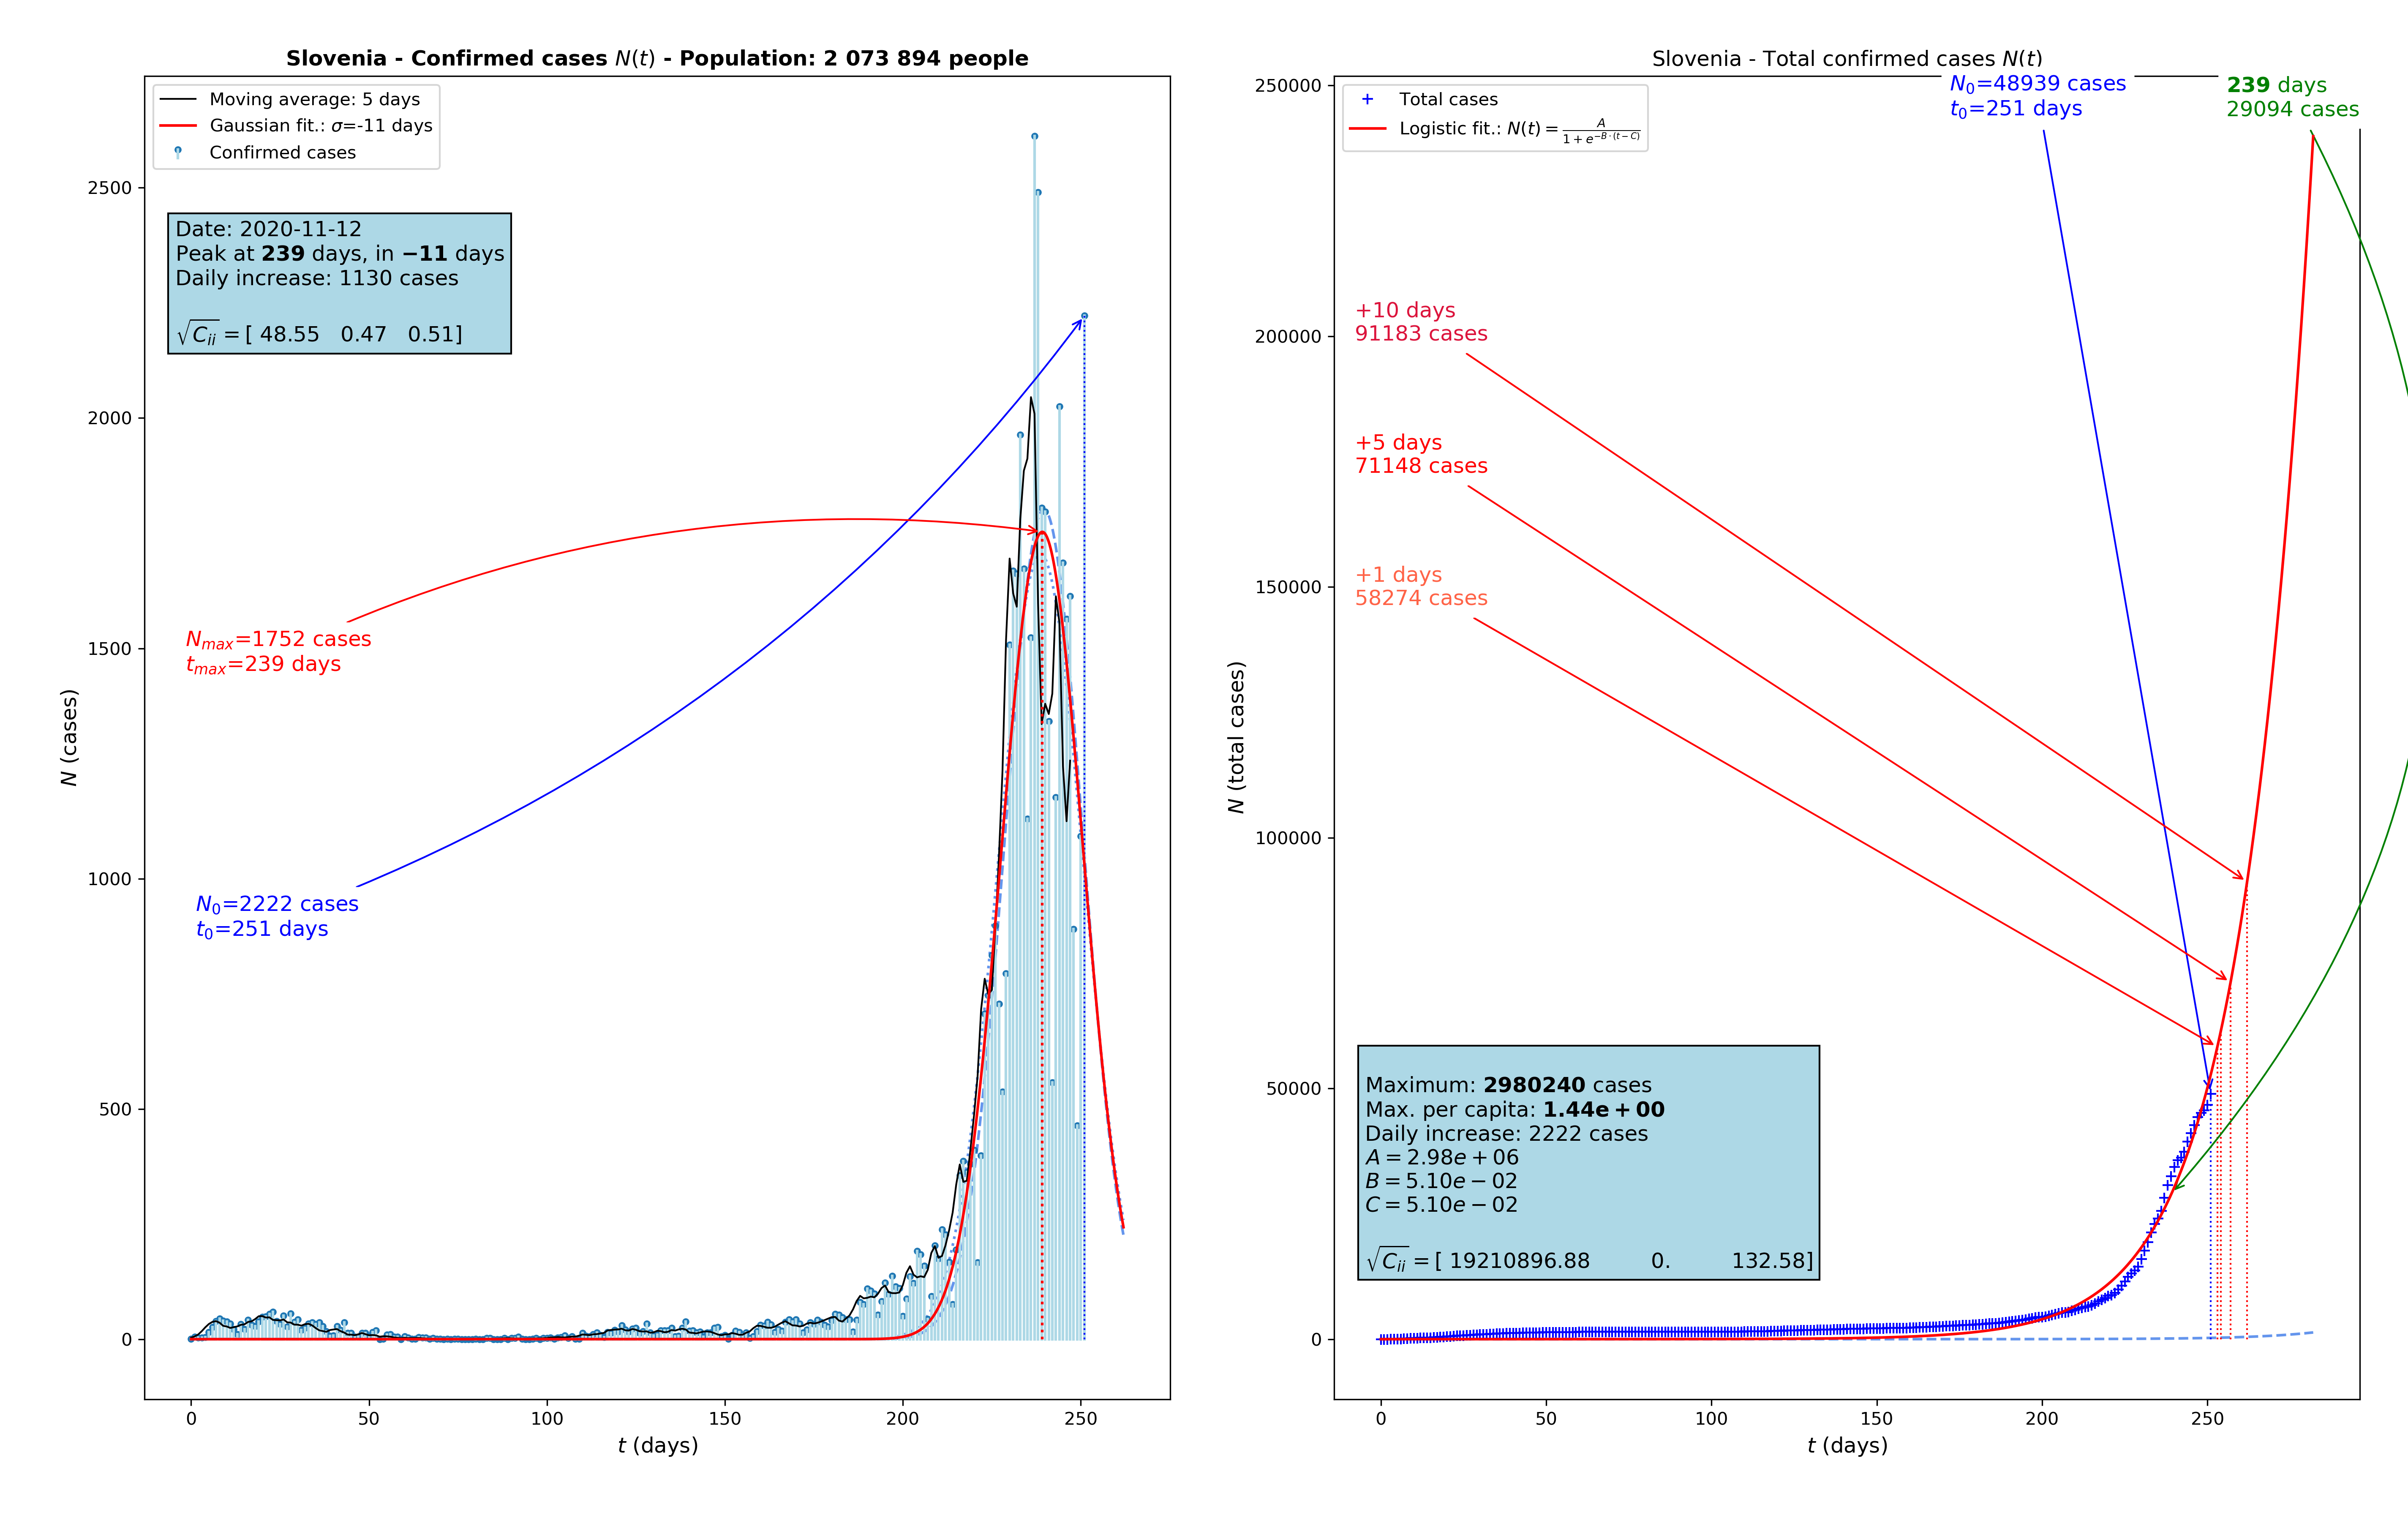 Slovenia - Confirmed cases N(t) - Population: 2 073 894 people
Moving average: 5 days
Gaussian fit.: σ=-11 days
Confirmed cases
Date: 2020-11-12
Peak at 239 days, in −11 days
Daily increase: 1130 cases
√C_ii = [ 48.55 0.47 0.51]
N_max=1752 cases
t_max=239 days
N_0=2222 cases
t_0=251 days
2500
2000
1500
1000
500
0
N (cases)
0 50 100 150 200 250
t (days)
Slovenia - Total confirmed cases N(t)
Total cases
Logistic fit.: N(t) = A / (1 + e^{−B·(t−C)})
N_0=48939 cases
t_0=251 days
239 days
29094 cases
+10 days
91183 cases
+5 days
71148 cases
+1 days
58274 cases
Maximum: 2980240 cases
Max. per capita: 1.44e + 00
Daily increase: 2222 cases
A = 2.98e + 06
B = 5.10e − 02
C = 5.10e − 02
√C_ii = [ 19210896.88 0. 132.58]
250000
200000
150000
100000
50000
0
N (total cases)
0 50 100 150 200 250
t (days)